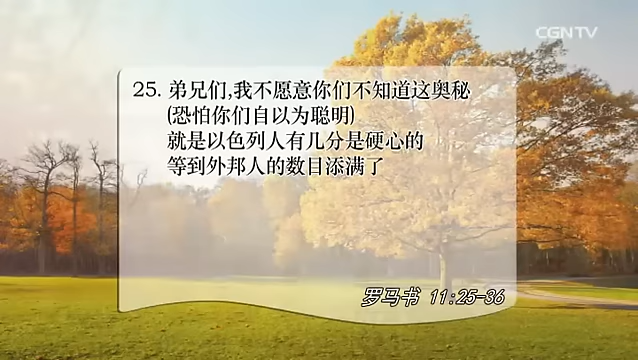 CGNTV
25. 弟兄们,我不愿意你们不知道这奥秘
(恐怕你们自以为聪明)
就是以色列人有几分是硬心的
等到外邦人的数目添满了
罗马书 11:25-36